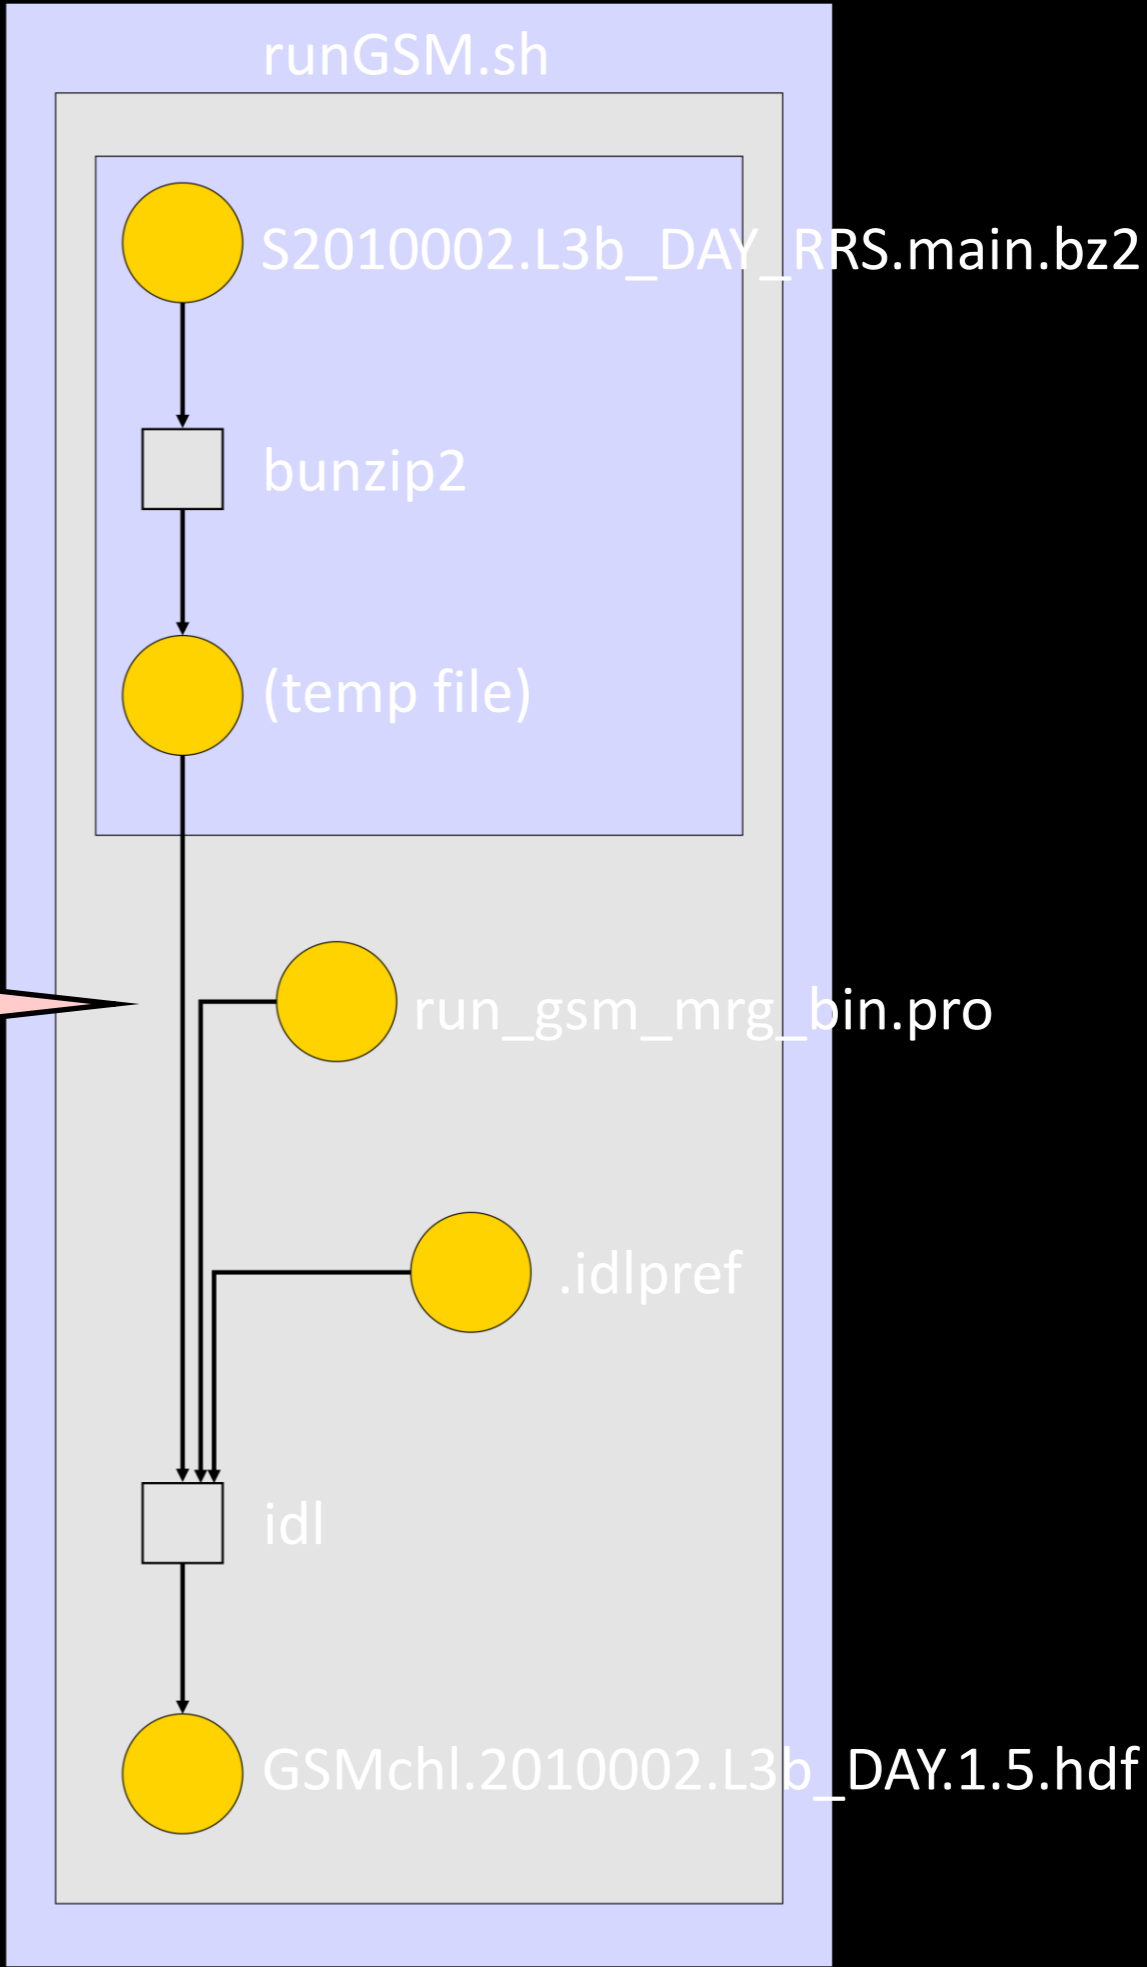 runGSM.sh
S2010002.L3b_DAY_RRS.main.bz2
bunzip2
(temp file)
run_gsm_mrg_bin.pro
.idlpref
idl
GSMchl.2010002.L3b_DAY.1.5.hdf